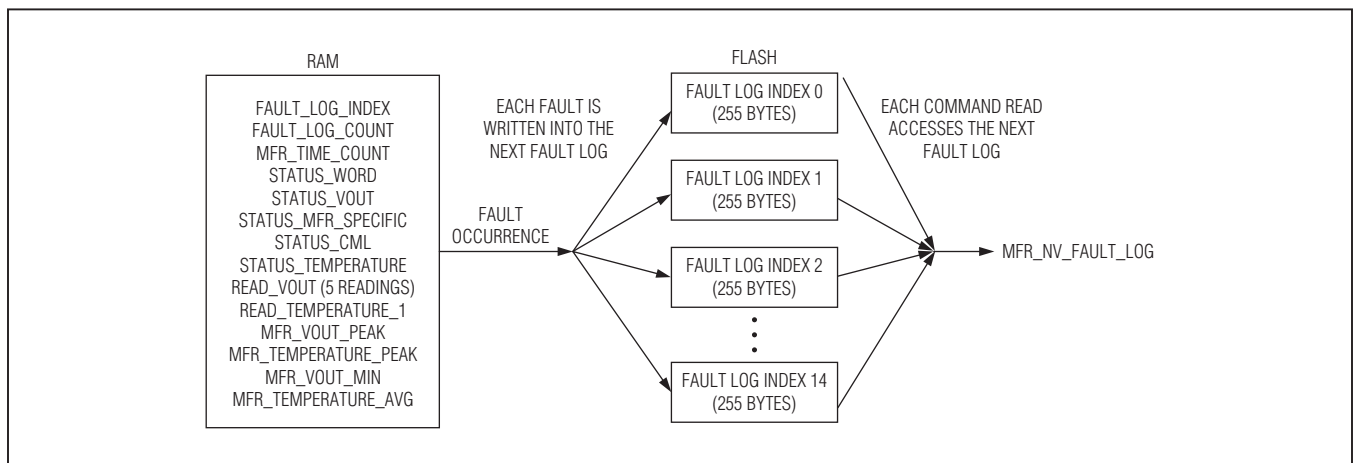 RAM
FAULT_LOG_INDEX
FAULT_LOG_COUNT
MFR_TIME_COUNT
STATUS_WORD
STATUS_VOUT
STATUS_MFR_SPECIFIC
STATUS_CML
STATUS_TEMPERATURE
READ_VOUT (5 READINGS)
READ_TEMPERATURE_1
MFR_VOUT_PEAK
MFR_TEMPERATURE_PEAK
MFR_VOUT_MIN
MFR_TEMPERATURE_AVG
FAULT
OCCURRENCE
EACH FAULT IS
WRITTEN INTO THE
NEXT FAULT LOG
FLASH
FAULT LOG INDEX 0
(255 BYTES)
FAULT LOG INDEX 1
(255 BYTES)
FAULT LOG INDEX 2
(255 BYTES)
FAULT LOG INDEX 14
(255 BYTES)
EACH COMMAND READ
ACCESSES THE NEXT
FAULT LOG
MFR_NV_FAULT_LOG